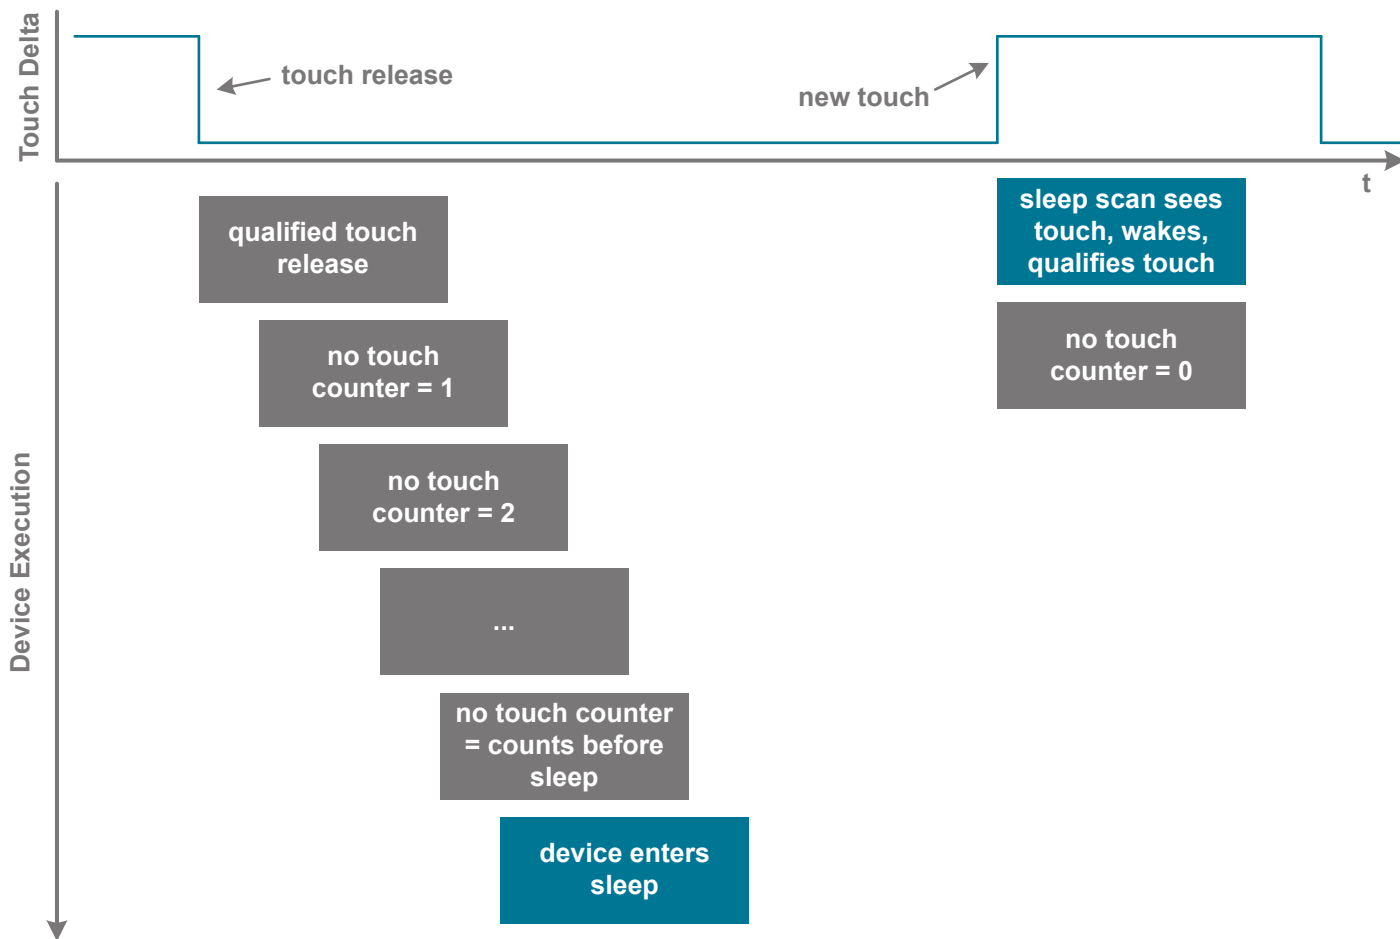 Touch Delta
touch release
new touch
t
Device Execution
qualified touch
release
no touch
counter = 1
no touch
counter = 2
...
no touch counter
= counts before
sleep
device enters
sleep
sleep scan sees
touch, wakes,
qualifies touch
no touch
counter = 0